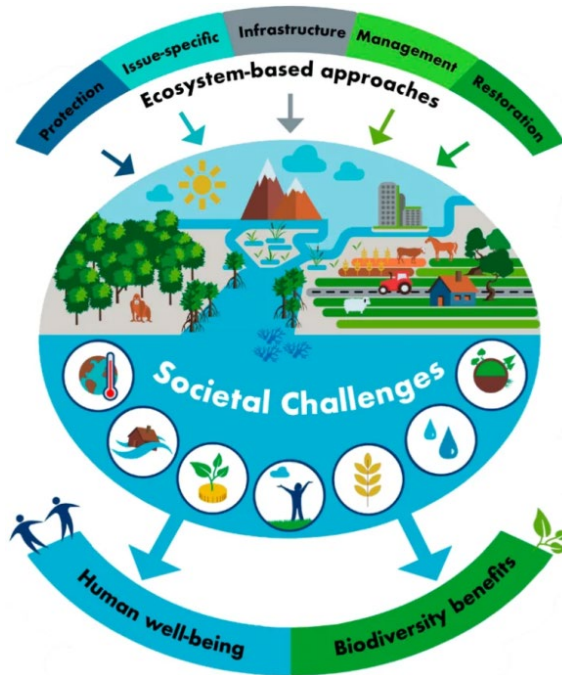 Protection
Issue-specific
Infrastructure
Management
Restoration
Ecosystem-based approaches
Societal Challenges
Human well-being
Biodiversity benefits